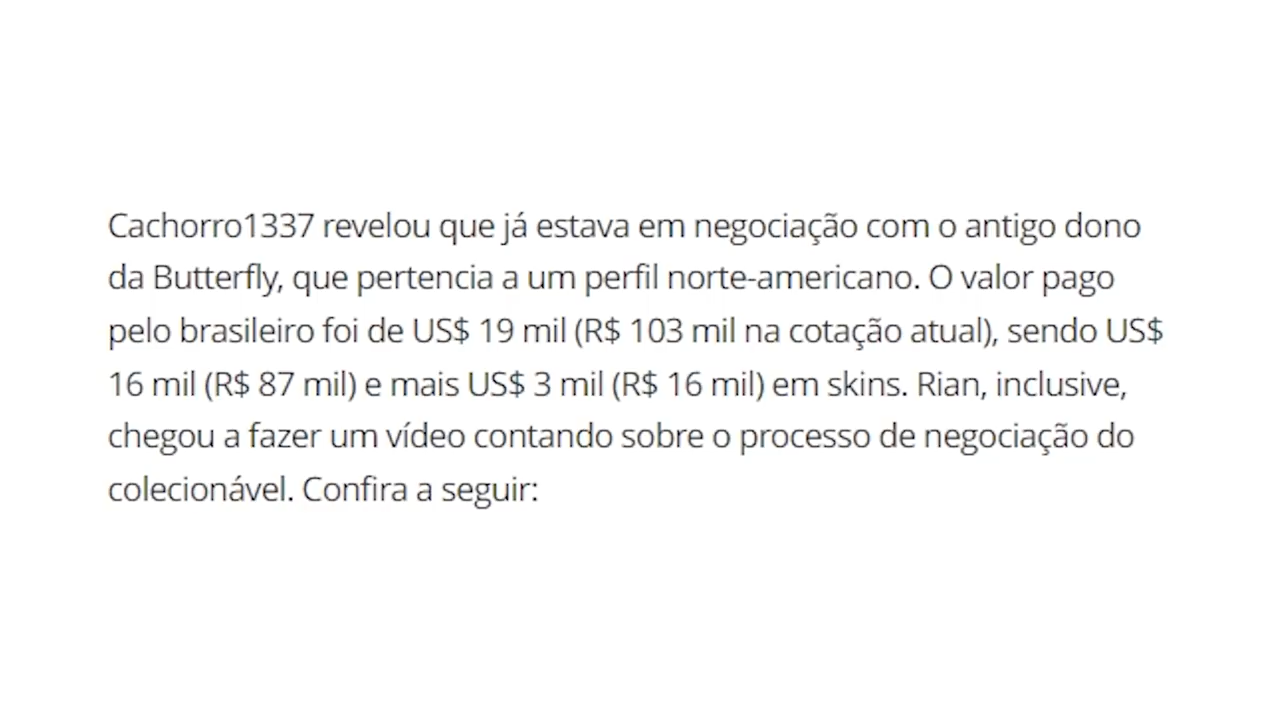 Cachorro1337 revelou que já estava em negociação com o antigo dono
da Butterfly, que pertencia a um perfil norte-americano. O valor pago
pelo brasileiro foi de US$ 19 mil (R$ 103 mil na cotação atual), sendo US$
16 mil (R$ 87 mil) e mais US$ 3 mil (R$ 16 mil) em skins. Rian, inclusive,
chegou a fazer um vídeo contando sobre o processo de negociação do
colecionável. Confira a seguir: